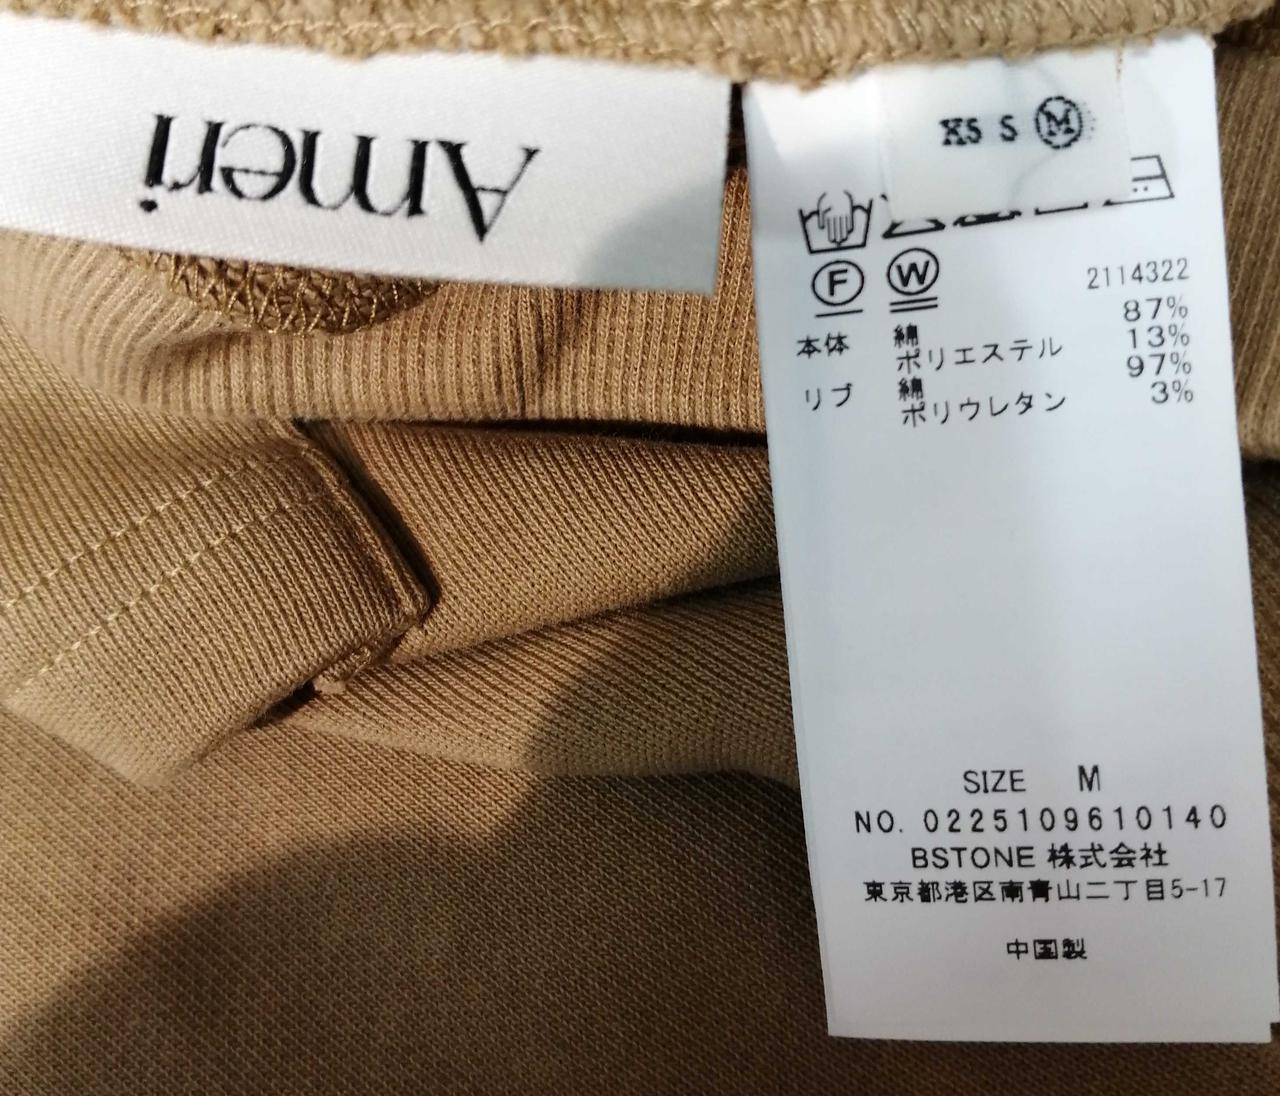 Ameri
XS S M
F W
2114322
本体 綿 87%
ポリエステル 13%
リブ 綿 97%
ポリウレタン 3%
SIZE M
NO. 0225109610140
BSTONE 株式会社
東京都港区南青山二丁目5-17
中国製